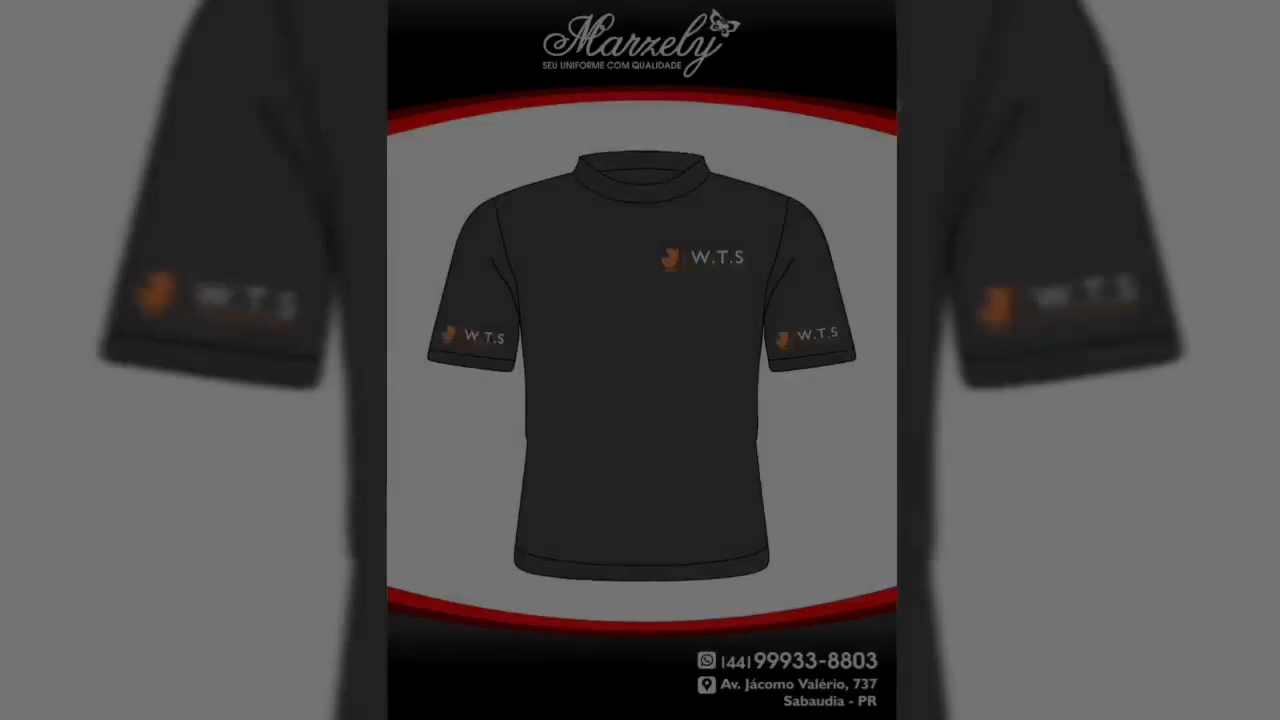 Marzely
SEU UNIFORME COM QUALIDADE
W.T.S
W.T.S
W.T.S
(44) 99933-8803
Av. Jácomo Valério, 737
Sabaudia - PR